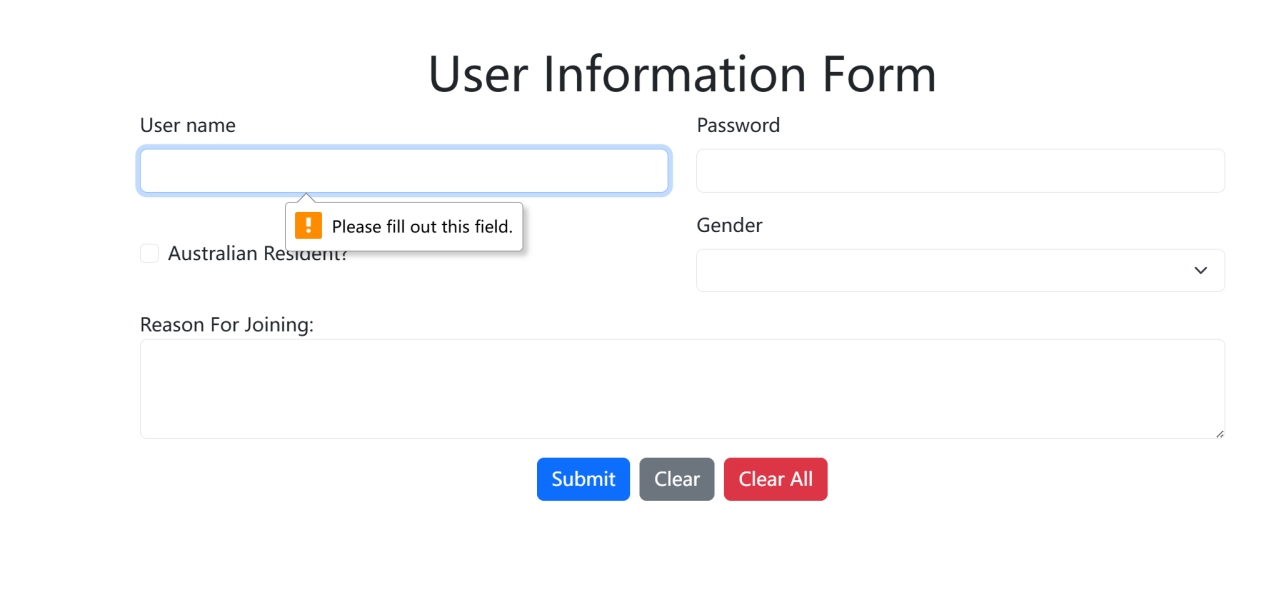 User Information Form
User name
Password
! Please fill out this field.
Gender
Australian Resident?
Reason For Joining:
Submit Clear Clear All